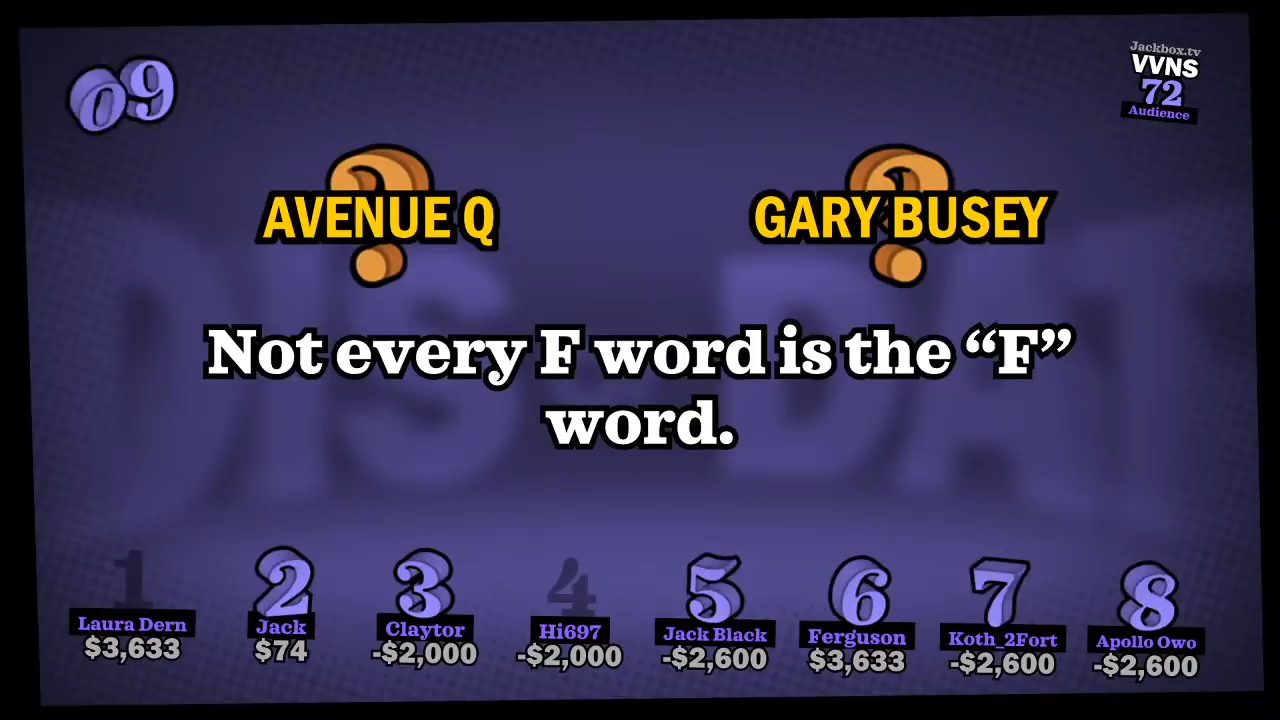 09
Jackbox.tv
VVNS
72
Audience
?
?
AVENUE Q
GARY BUSEY
DIS
DAT
Not every F word is the “F”
word.
1
2
3
4
5
6
7
8
Laura Dern
Jack
Claytor
Hi697
Jack Black
Ferguson
Koth_2Fort
Apollo Owo
$3,633
$74
-$2,000
-$2,000
-$2,600
$3,633
-$2,600
-$2,600